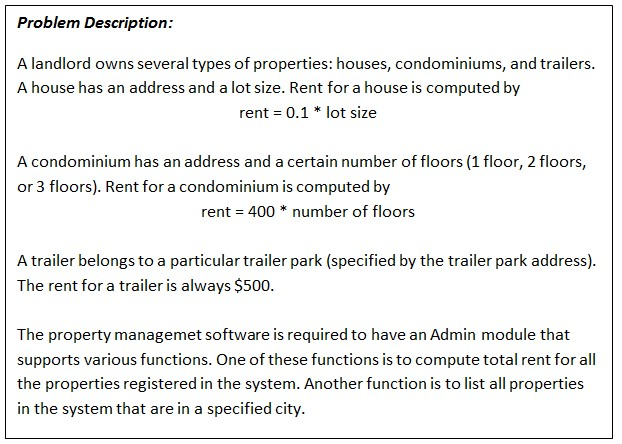 Problem Description:
A landlord owns several types of properties: houses, condominiums, and trailers.
A house has an address and a lot size. Rent for a house is computed by
rent = 0.1 * lot size
A condominium has an address and a certain number of floors (1 floor, 2 floors,
or 3 floors). Rent for a condominium is computed by
rent = 400 * number of floors
A trailer belongs to a particular trailer park (specified by the trailer park address).
The rent for a trailer is always $500.
The property managemet software is required to have an Admin module that
supports various functions. One of these functions is to compute total rent for all
the properties registered in the system. Another function is to list all properties
in the system that are in a specified city.